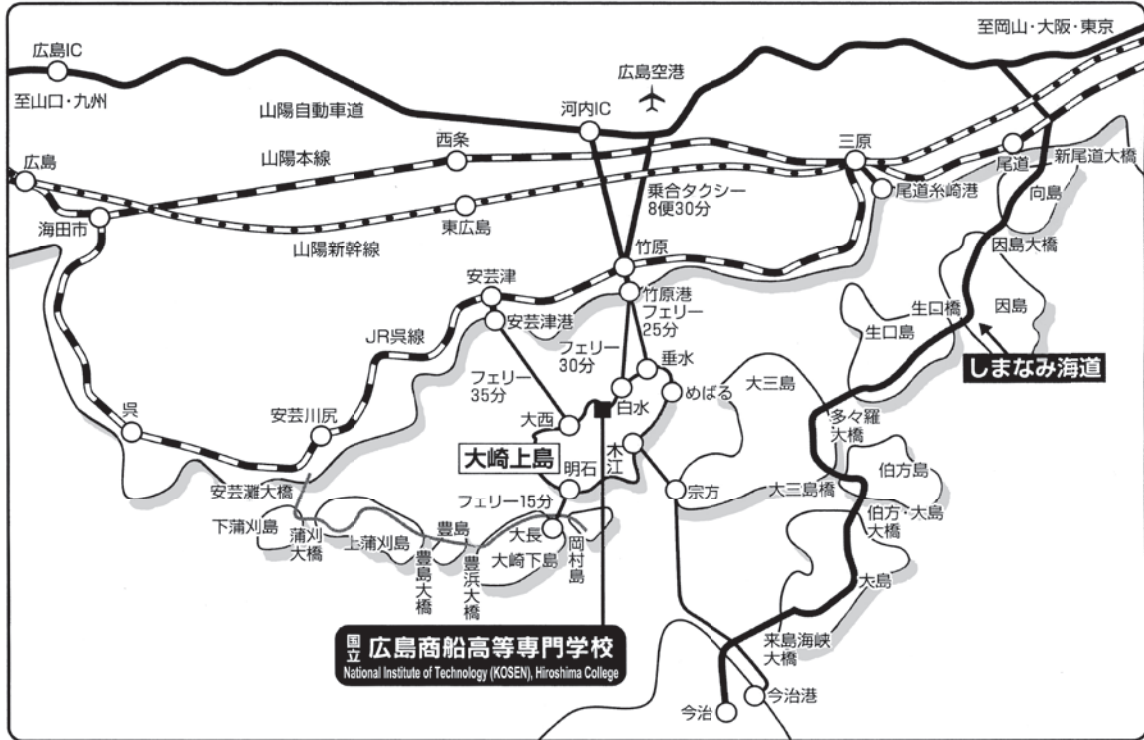 至岡山・大阪・東京
広島IC
広島空港
至山口・九州
山陽自動車道
河内IC
西条
山陽本線
三原
尾道
新尾道大橋
広島
乗合タクシー
8便30分
尾道糸崎港
向島
海田市
東広島
山陽新幹線
竹原
因島大橋
安芸津
竹原港
フェリー
25分
安芸津港
生口橋
因島
生口島
JR呉線
フェリー
30分
垂水
しまなみ海道
フェリー
35分
大三島
めばる
白水
大西
多々羅
大橋
呉
安芸川尻
木江
大崎上島
明石
伯方島
安芸灘大橋
宗方
大三島橋
フェリー15分
伯方・大島
大橋
下蒲刈島
蒲刈
大橋
上蒲刈島
豊島
大長
岡村島
大崎下島
豊島大橋
豊浜大橋
大島
国立
広島商船高等専門学校
National Institute of Technology (KOSEN), Hiroshima College
来島海峡
大橋
今治港
今治